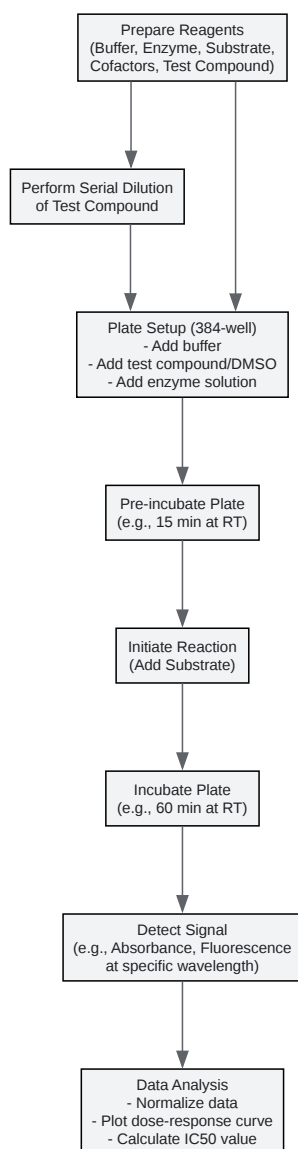 Prepare Reagents
(Buffer, Enzyme, Substrate,
Cofactors, Test Compound)
Perform Serial Dilution
of Test Compound
Plate Setup (384-well)
- Add buffer
- Add test compound/DMSO
- Add enzyme solution
Pre-incubate Plate
(e.g., 15 min at RT)
Initiate Reaction
(Add Substrate)
Incubate Plate
(e.g., 60 min at RT)
Detect Signal
(e.g., Absorbance, Fluorescence
at specific wavelength)
Data Analysis
- Normalize data
- Plot dose-response curve
- Calculate IC50 value